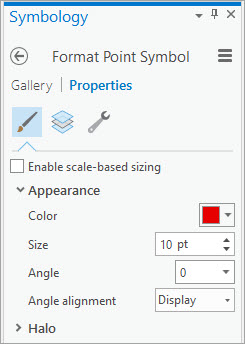 Symbology
Format Point Symbol
Gallery | Properties
Enable scale-based sizing
Appearance
Color
Size 10 pt
Angle 0
Angle alignment Display
Halo